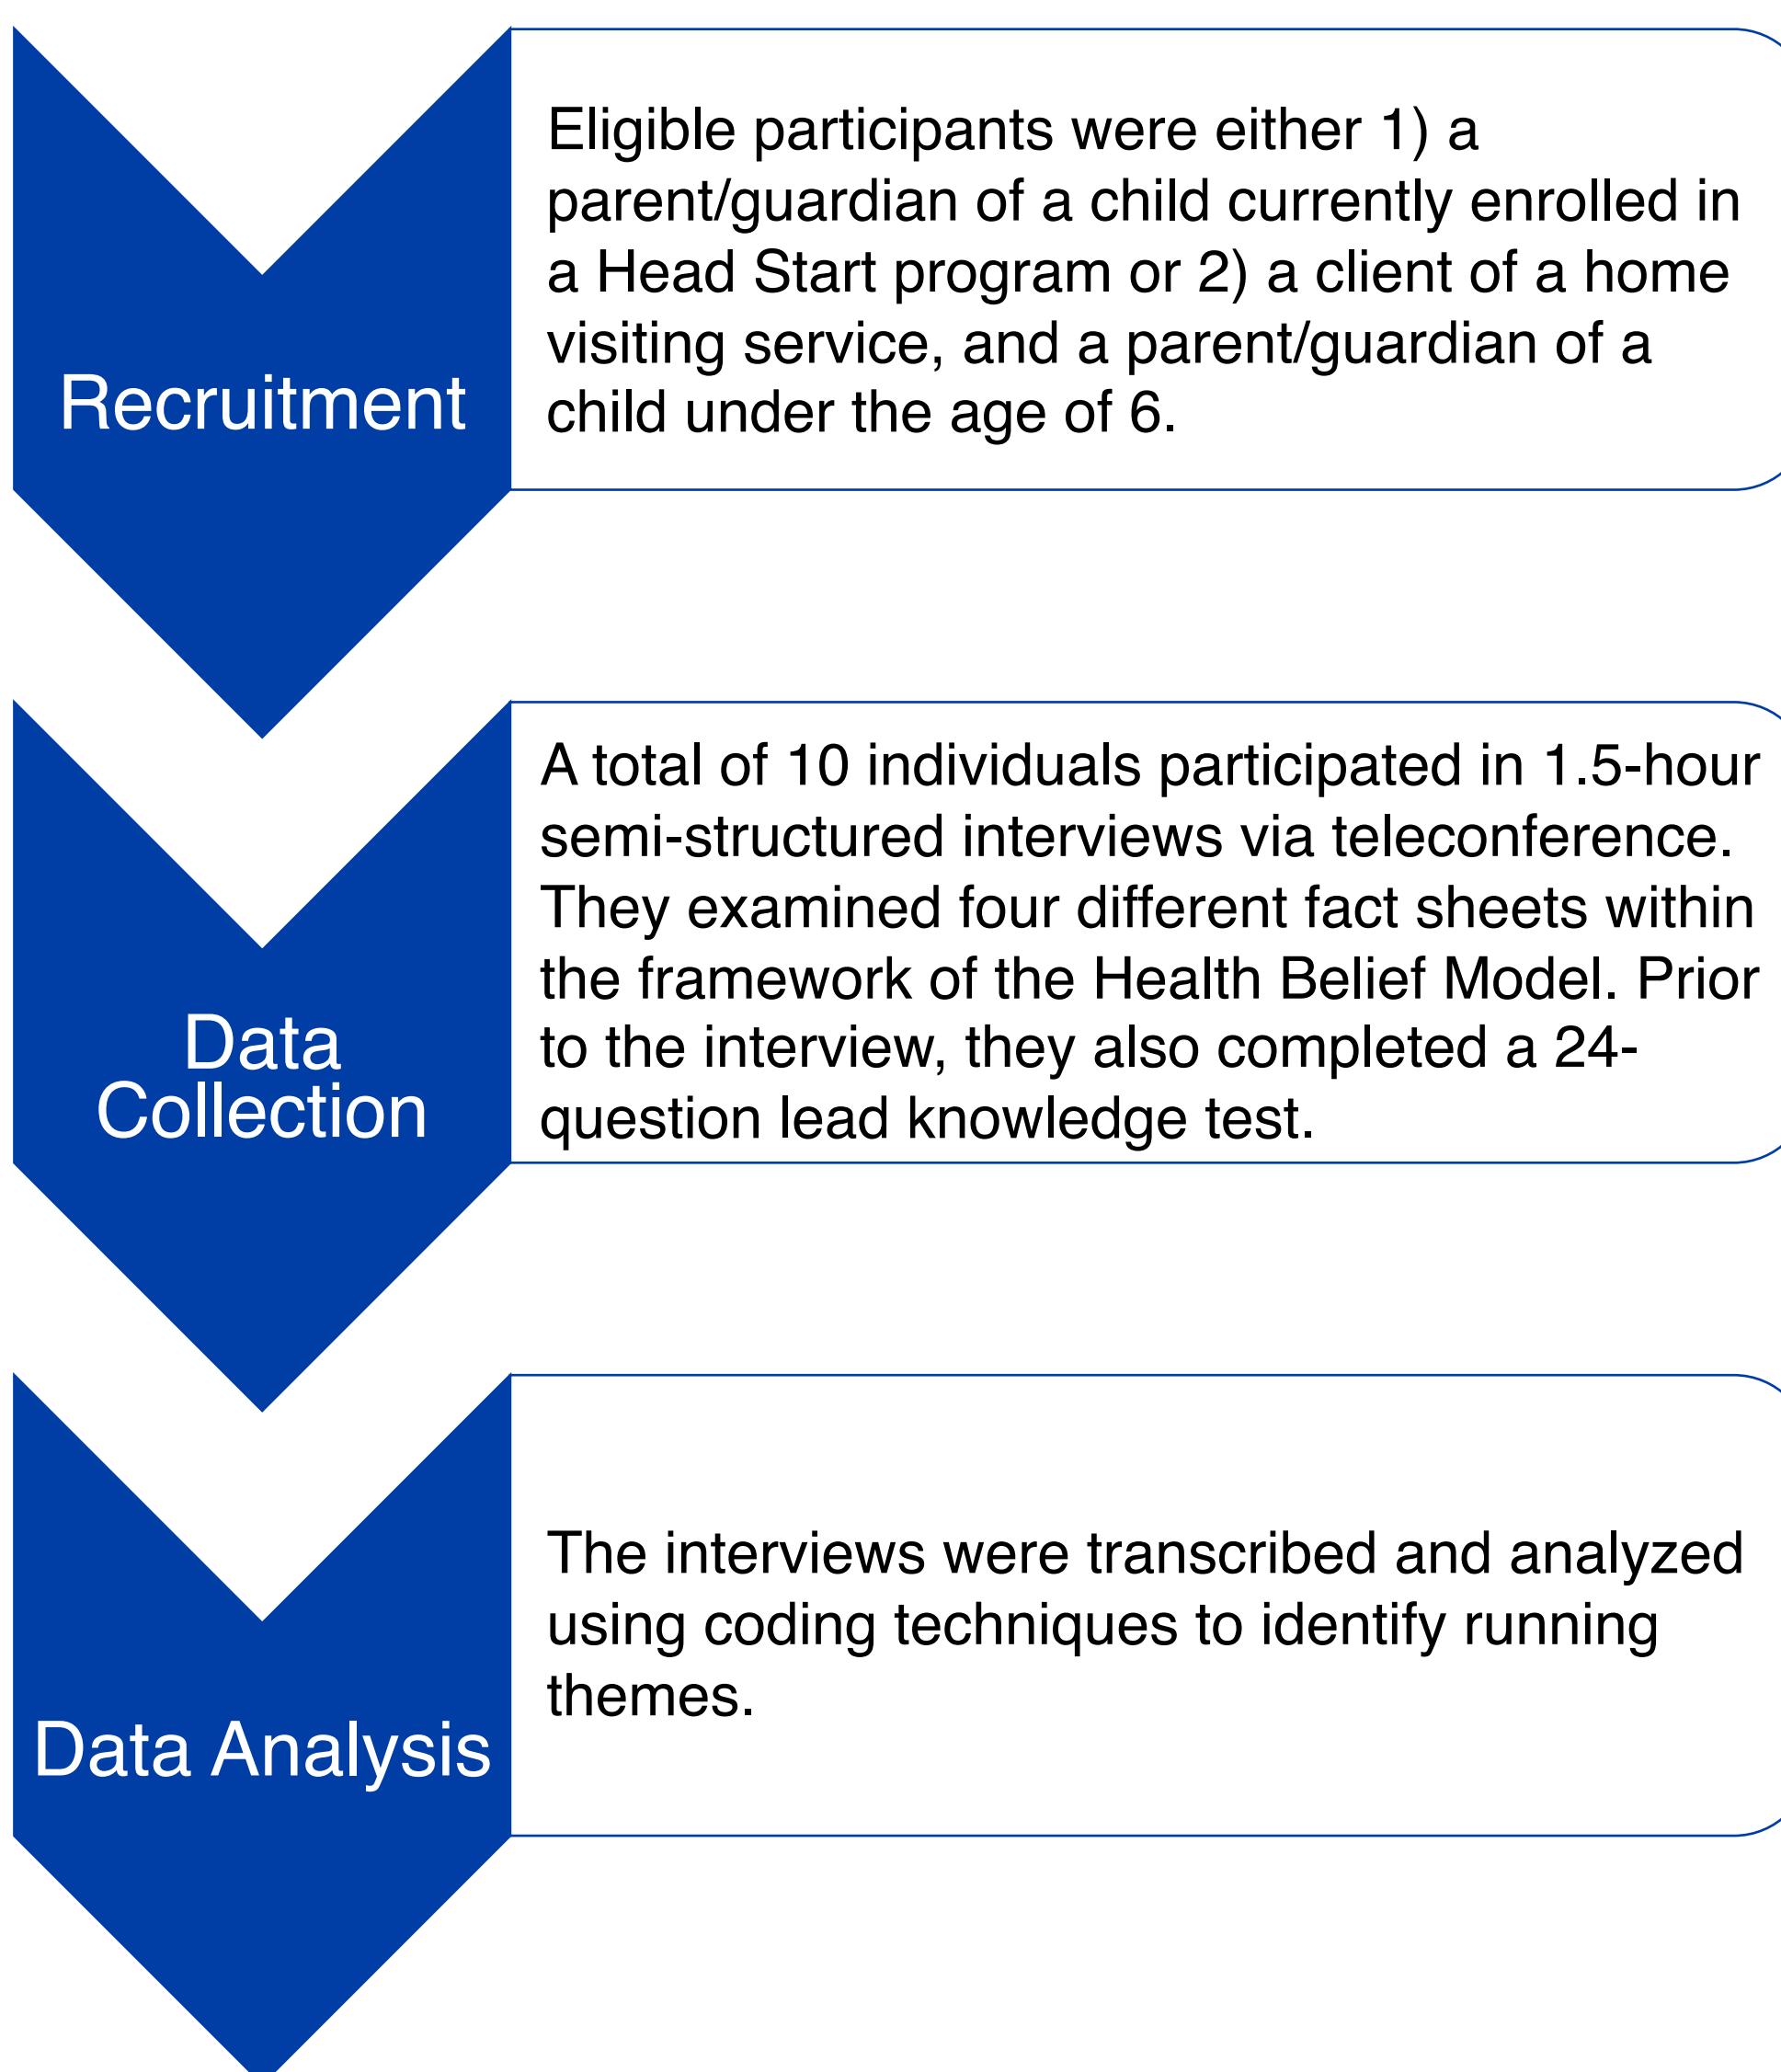 Recruitment
Eligible participants were either 1) a
parent/guardian of a child currently enrolled in
a Head Start program or 2) a client of a home
visiting service, and a parent/guardian of a
child under the age of 6.
Data
Collection
A total of 10 individuals participated in 1.5-hour
semi-structured interviews via teleconference.
They examined four different fact sheets within
the framework of the Health Belief Model. Prior
to the interview, they also completed a 24-
question lead knowledge test.
Data Analysis
The interviews were transcribed and analyzed
using coding techniques to identify running
themes.